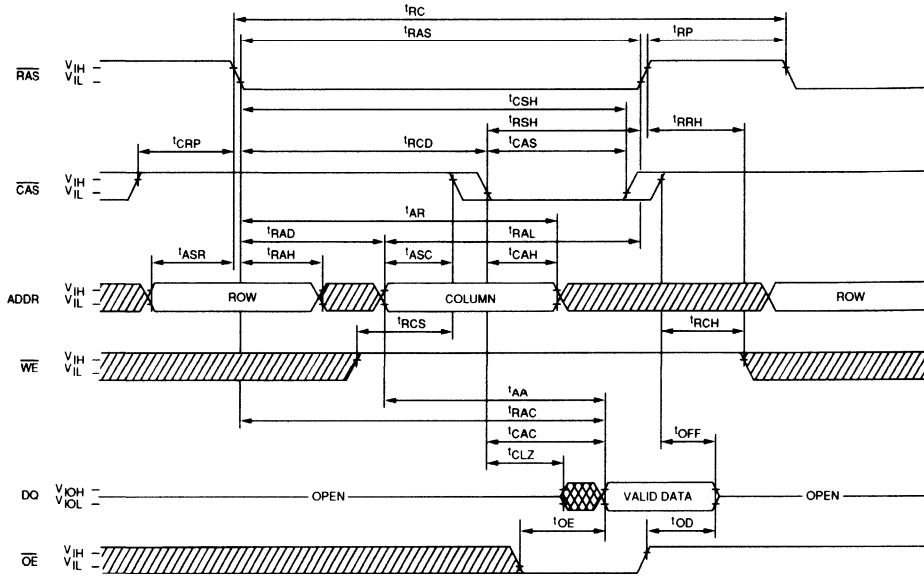 tRC
tRAS tRP
RAS VIH
VIL
tCSH
tRSH tRRH
tCRP tRCD tCAS
CAS VIH
VIL
tAR
tRAD tRAL
tASR tRAH tASC tCAH
ADDR VIH
VIL
ROW COLUMN ROW
tRCS tRCH
WE VIH
VIL
tAA
tRAC
tCAC tOFF
tCLZ
DQ VIOH
VIOL
OPEN VALID DATA OPEN
tOE tOD
OE VIH
VIL